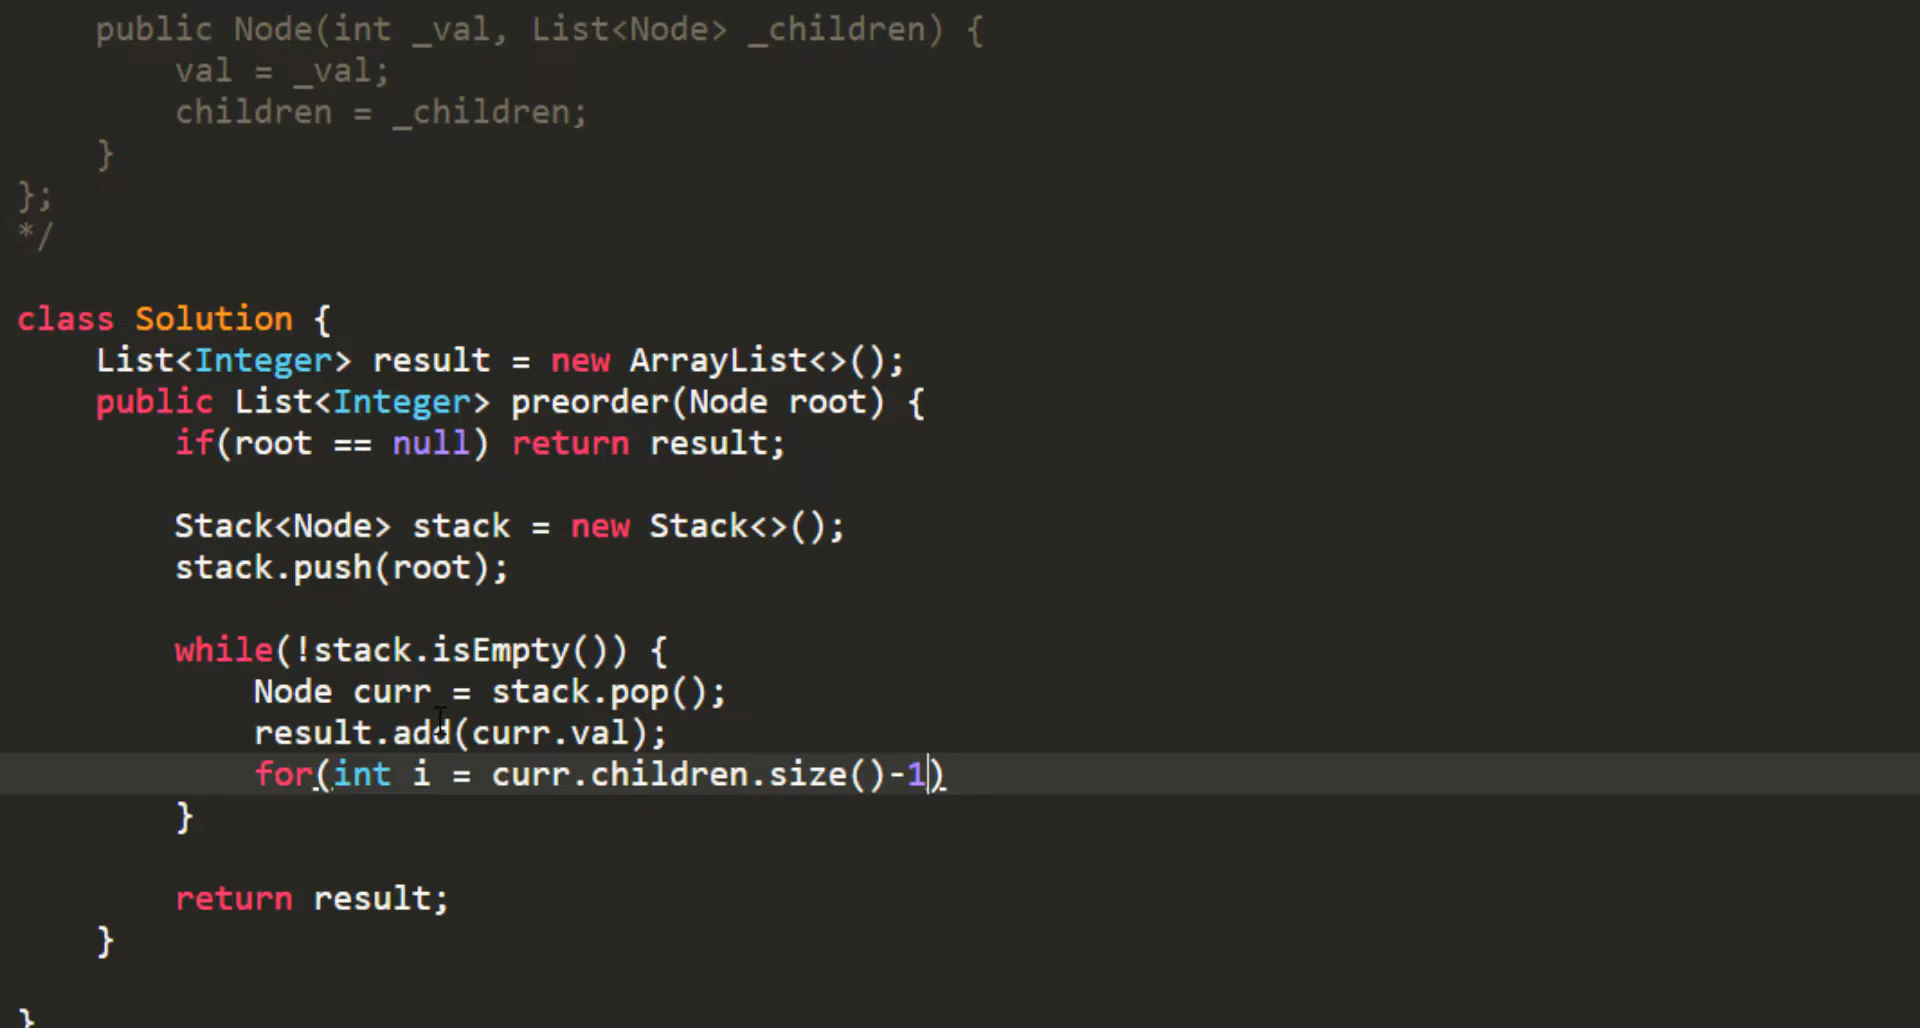 public Node(int _val, List<Node> _children) {
val = _val;
children = _children;
}
};
*/
class Solution {
List<Integer> result = new ArrayList<>();
public List<Integer> preorder(Node root) {
if(root == null) return result;
Stack<Node> stack = new Stack<>();
stack.push(root);
while(!stack.isEmpty()) {
Node curr = stack.pop();
result.add(curr.val);
for(int i = curr.children.size()-1)
}
return result;
}
}